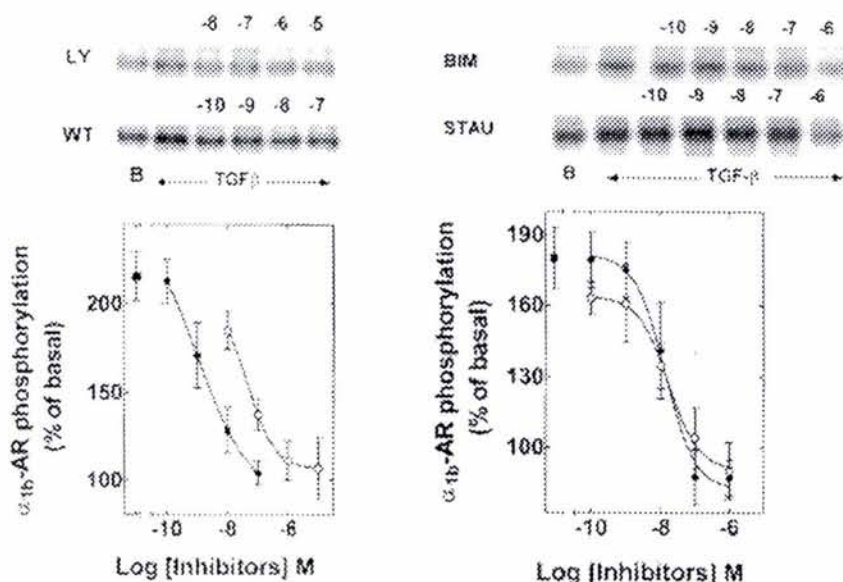 -8 -7 -6 -5
LY
-10 -9 -8 -7
WT
B TGFβ
α1b-AR phosphorylation
(% of basal)
200
150
100
-10 -8 -6
Log [Inhibitors] M
-10 -9 -8 -7 -6
BIM
-10 -9 -8 -7 -6
STAU
B TGF-β
α1b-AR phosphorylation
(% of basal)
190
160
130
100
-10 -8 -6
Log [Inhibitors] M